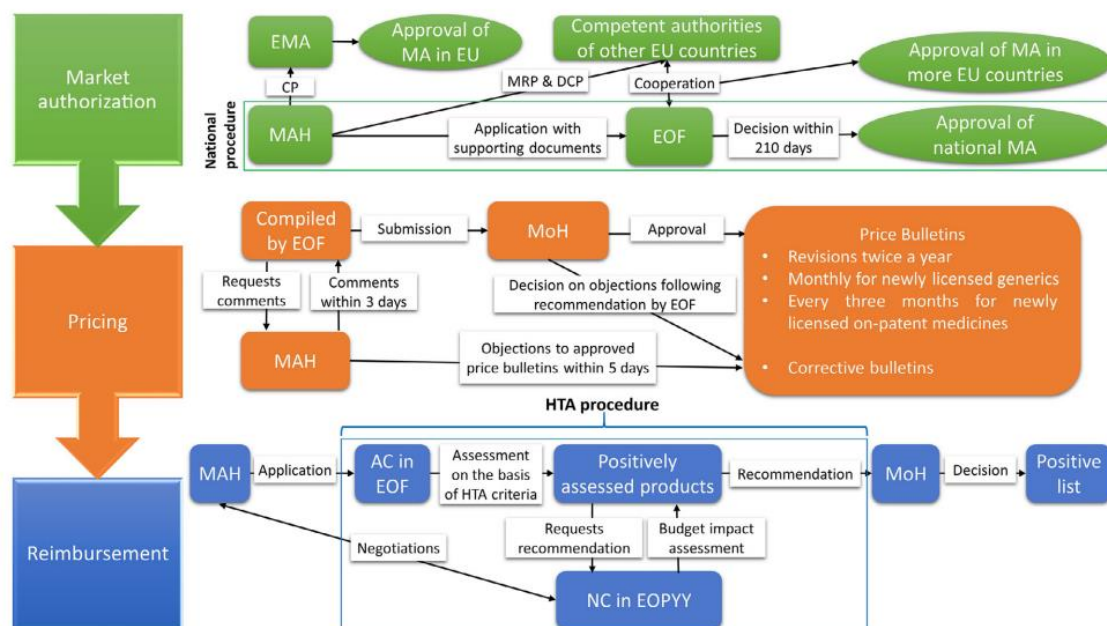 Market
authorization
National
procedure
EMA
Approval of
MA in EU
Competent authorities
of other EU countries
Approval of MA in
more EU countries
CP
MRP & DCP
Cooperation
MAH
Application with
supporting documents
EOF
Decision within
210 days
Approval of
national MA
Pricing
Compiled
by EOF
Submission
MoH
Approval
Price Bulletins
• Revisions twice a year
• Monthly for newly licensed generics
• Every three months for newly
licensed on-patent medicines
• Corrective bulletins
Requests
comments
Comments
within 3 days
Decision on objections following
recommendation by EOF
MAH
Objections to approved
price bulletins within 5 days
Reimbursement
HTA procedure
MAH
Application
AC in
EOF
Assessment
on the basis
of HTA criteria
Positively
assessed products
Recommendation
MoH
Decision
Positive
list
Negotiations
Requests
recommendation
Budget impact
assessment
NC in EOPYY